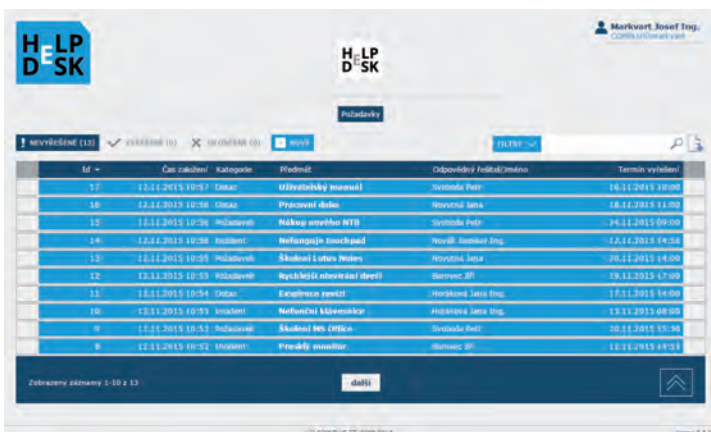 HELP
DESK
Markvart Josef Ing.
HELP
DESK
Požadavky
NEVYŘEŠENÉ (13) VYŘEŠENÉ (0) UKONČENÉ (0) NOVÝ FILTRY
Id Čas založení Kategorie Předmět Odpovědný řešitel/Jméno Termín vyřešení
17 12.11.2015 10:57 Dotaz Uživatelský manuál Svoboda Petr 16.11.2015 10:00
16 12.11.2015 10:56 Dotaz Pracovní doba Novotná Jana 18.11.2015 11:00
15 12.11.2015 10:56 Požadavek Nákup nového NTB Svoboda Petr 24.11.2015 09:00
14 12.11.2015 10:56 Incident Nefunguje touchpad Novák Jaromír Ing. 12.11.2015 14:56
13 12.11.2015 10:55 Požadavek Školení Lotus Notes Novotná Jana 20.11.2015 14:00
12 12.11.2015 10:55 Požadavek Rychlejší otevírání dveří Borovec Jiří 19.11.2015 17:00
11 12.11.2015 10:54 Dotaz Expirace revizí Horáková Jana Ing. 17.11.2015 14:00
10 12.11.2015 10:53 Incident Nefunční klávesnice Horáková Jana Ing. 13.11.2015 08:00
9 12.11.2015 10:53 Požadavek Školení MS Office Svoboda Petr 20.11.2015 15:30
8 12.11.2015 10:52 Incident Prasklý monitor Borovec Jiří 12.11.2015 14:51
Zobrazeny záznamy 1-10 z 13 další